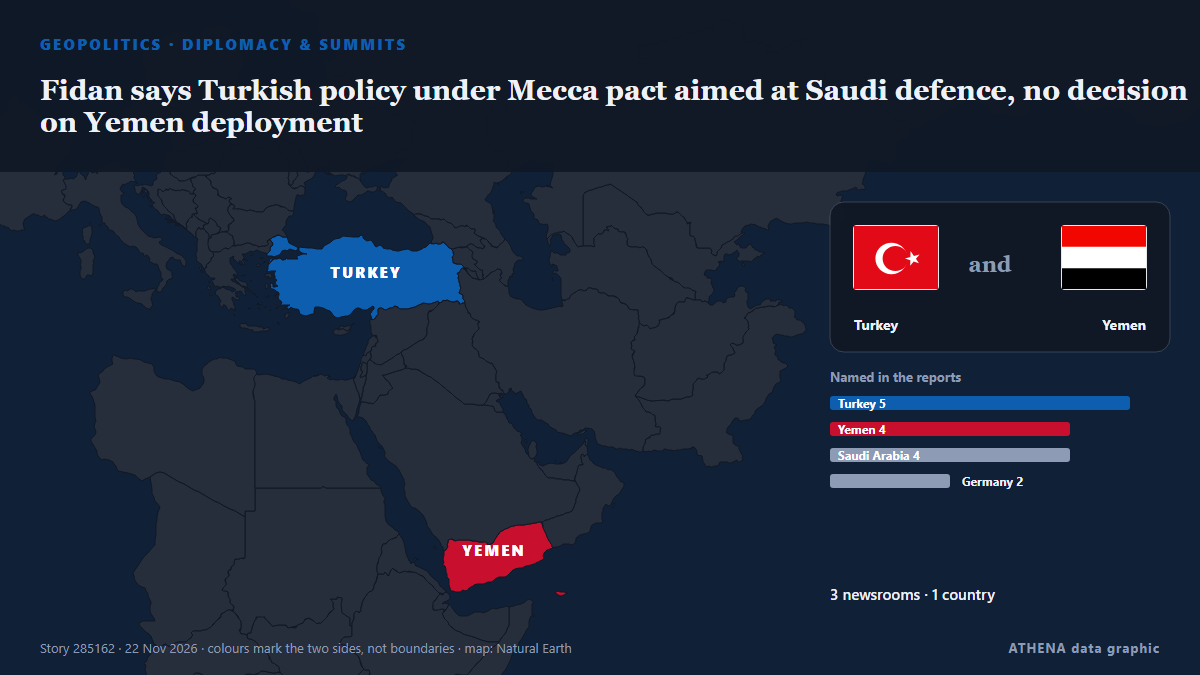 GEOPOLITICS · DIPLOMACY & SUMMITS
Fidan says Turkish policy under Mecca pact aimed at Saudi defence, no decision
on Yemen deployment
TURKEY
YEMEN
and
Turkey
Yemen
Named in the reports
Turkey 5
Yemen 4
Saudi Arabia 4
Germany 2
3 newsrooms · 1 country
Story 285162 · 22 Nov 2026 · colours mark the two sides, not boundaries · map: Natural Earth
ATHENA data graphic